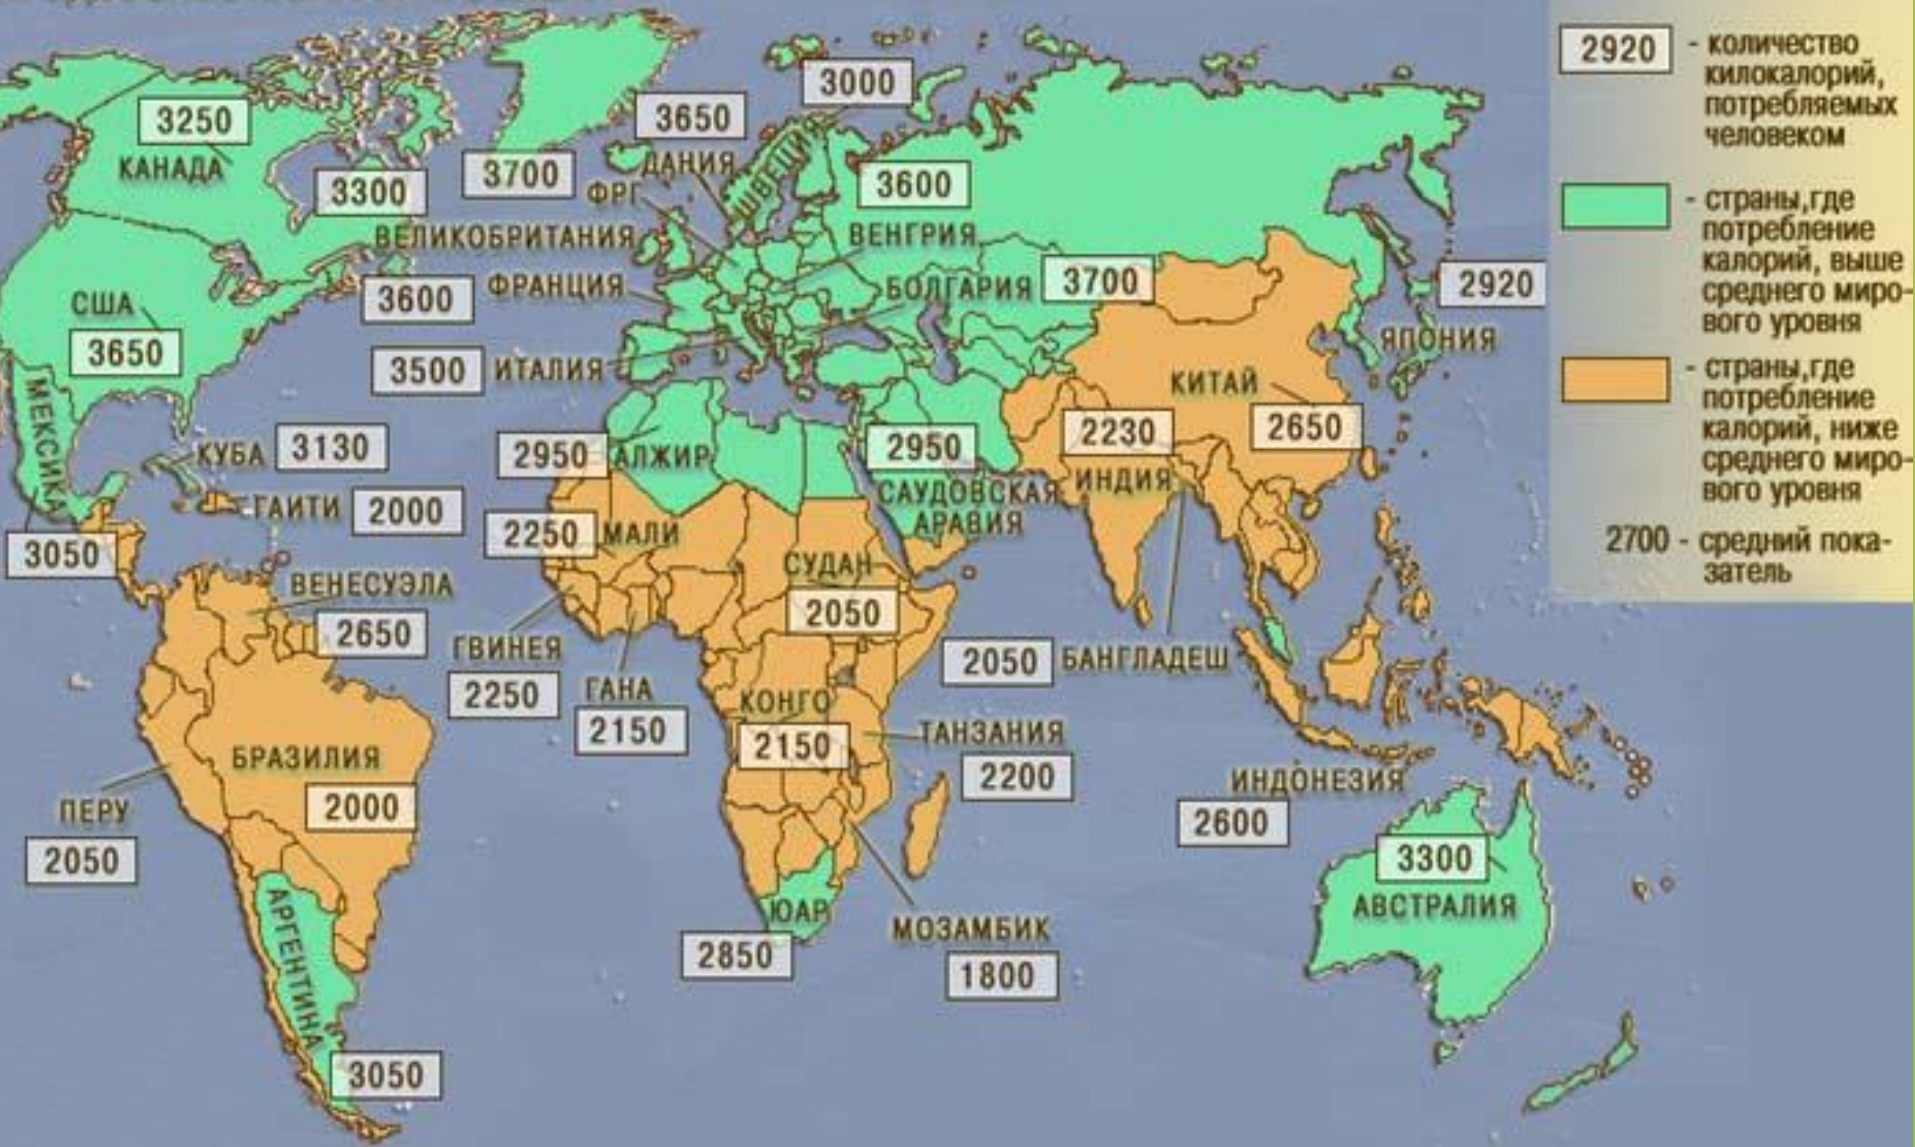 3250
КАНАДА
3300
3700
3650
ДАНИЯ
3000
ШВЕЦИЯ
ФРГ
3600
ВЕЛИКОБРИТАНИЯ
ВЕНГРИЯ
США
3650
3600
ФРАНЦИЯ
БОЛГАРИЯ
3700
2920
ЯПОНИЯ
3500
ИТАЛИЯ
МЕКСИКА
3050
КУБА
3130
ГАИТИ
2000
2950
АЛЖИР
2950
САУДОВСКАЯ
АРАВИЯ
2230
ИНДИЯ
КИТАЙ
2650
2250
МАЛИ
СУДАН
2050
ВЕНЕСУЭЛА
2650
ГВИНЕЯ
2250
ГАНА
2150
КОНГО
2150
2050
БАНГЛАДЕШ
ТАНЗАНИЯ
2200
ИНДОНЕЗИЯ
2600
БРАЗИЛИЯ
2000
ПЕРУ
2050
АРГЕНТИНА
3050
ЮАР
2850
МОЗАМБИК
1800
3300
АВСТРАЛИЯ
2920 - количество
килокалорий,
потребляемых
человеком
- страны,где
потребление
калорий, выше
среднего миро-
вого уровня
- страны,где
потребление
калорий, ниже
среднего миро-
вого уровня
2700 - средний пока-
затель